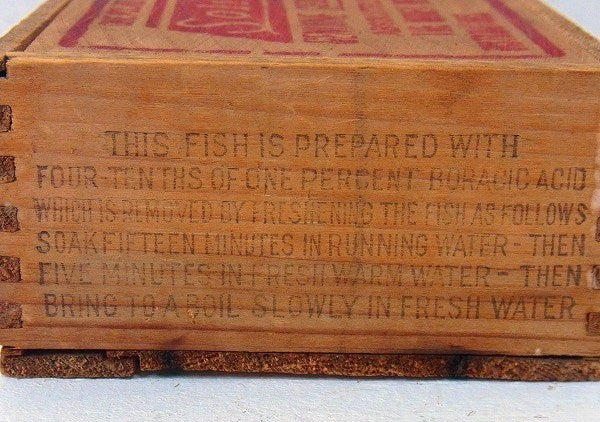 THIS FISH IS PREPARED WITH
FOUR-TENTHS OF ONE PERCENT BORACIC ACID
WHICH IS REMOVED BY FRESHENING THE FISH AS FOLLOWS
SOAK FIFTEEN MINUTES IN RUNNING WATER - THEN
FIVE MINUTES IN FRESH WARM WATER - THEN
BRING TO A BOIL SLOWLY IN FRESH WATER